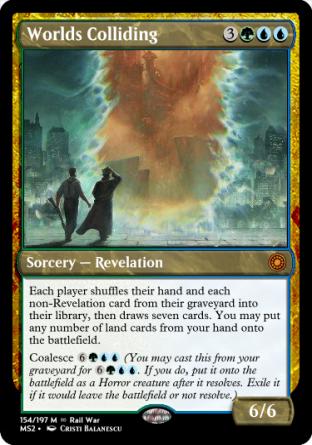 Worlds Colliding 3
Sorcery — Revelation
Each player shuffles their hand and each
non-Revelation card from their graveyard into
their library, then draws seven cards. You may put
any number of land cards from your hand onto
the battlefield.
Coalesce 6 (You may cast this from your
graveyard for 6. If you do, put it onto the
battlefield as a Horror creature after it resolves. Exile it
if it would leave the battlefield or not resolve.)
6/6
154/197 M ∞ Rail War
MS2 • Cristi Balanescu